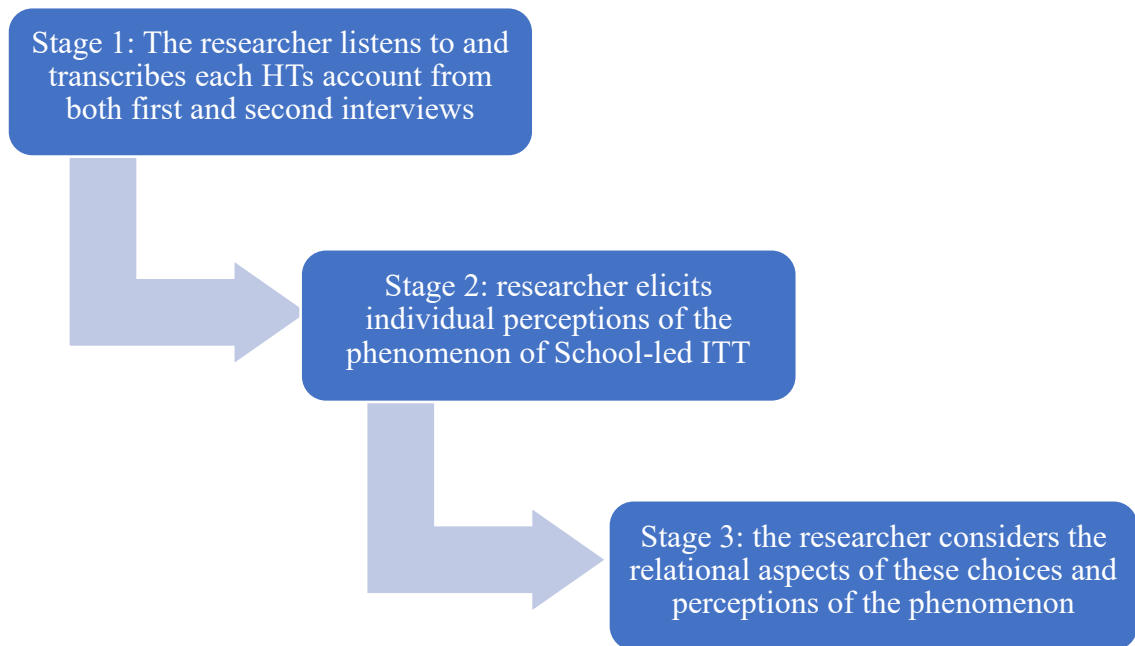 Stage 1: The researcher listens to and
transcribes each HTs account from
both first and second interviews
Stage 2: researcher elicits
individual perceptions of the
phenomenon of School-led ITT
Stage 3: the researcher considers the
relational aspects of these choices and
perceptions of the phenomenon